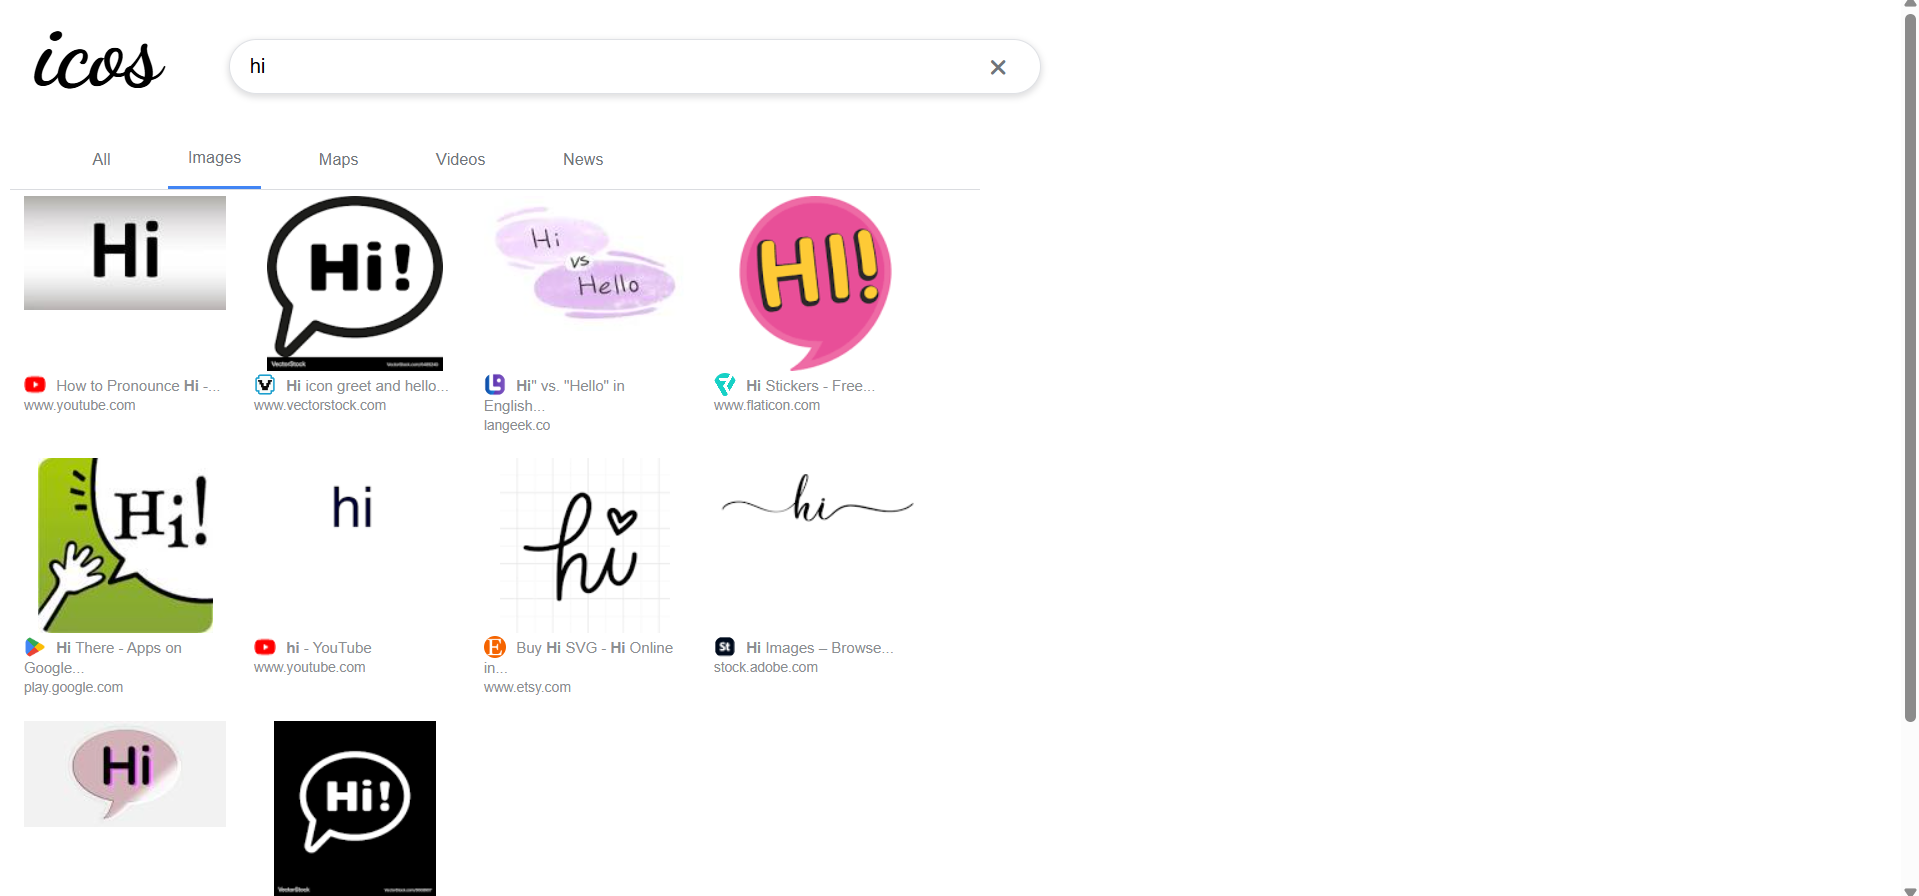 icos
hi
All
Images
Maps
Videos
News
Hi
Hi!
VectorStock
Hi
vs
Hello
HI!
How to Pronounce Hi -...
www.youtube.com
Hi icon greet and hello...
www.vectorstock.com
Hi" vs. "Hello" in
English...
langeek.co
Hi Stickers - Free...
www.flaticon.com
Hi!
hi
hi
hi
Hi There - Apps on
Google...
play.google.com
hi - YouTube
www.youtube.com
E
Buy Hi SVG - Hi Online
in...
www.etsy.com
St
Hi Images – Browse...
stock.adobe.com
Hi
Hi!
VectorStock